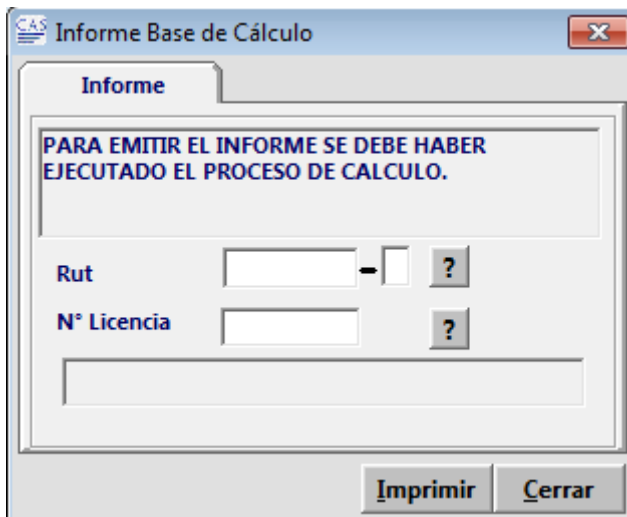 CAS
Informe Base de Cálculo
Informe
PARA EMITIR EL INFORME SE DEBE HABER
EJECUTADO EL PROCESO DE CALCULO.
Rut - ?
N° Licencia ?
Imprimir Cerrar